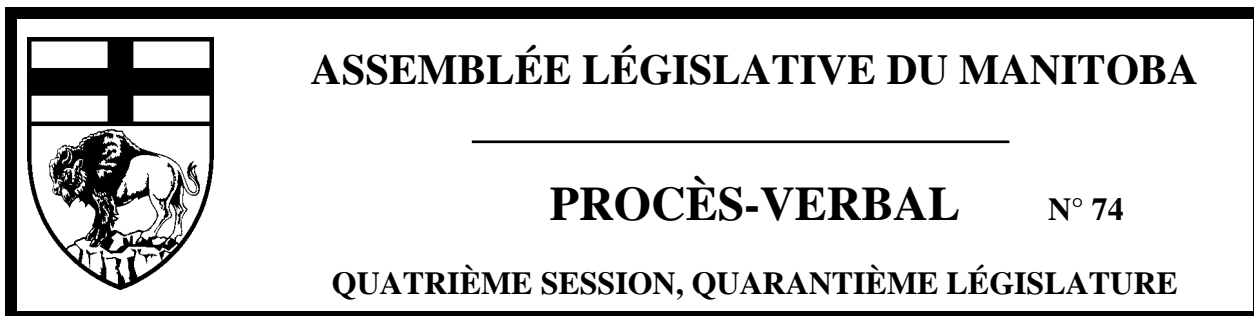 ASSEMBLÉE LÉGISLATIVE DU MANITOBA
PROCÈS-VERBAL N° 74
QUATRIÈME SESSION, QUARANTIÈME LÉGISLATURE